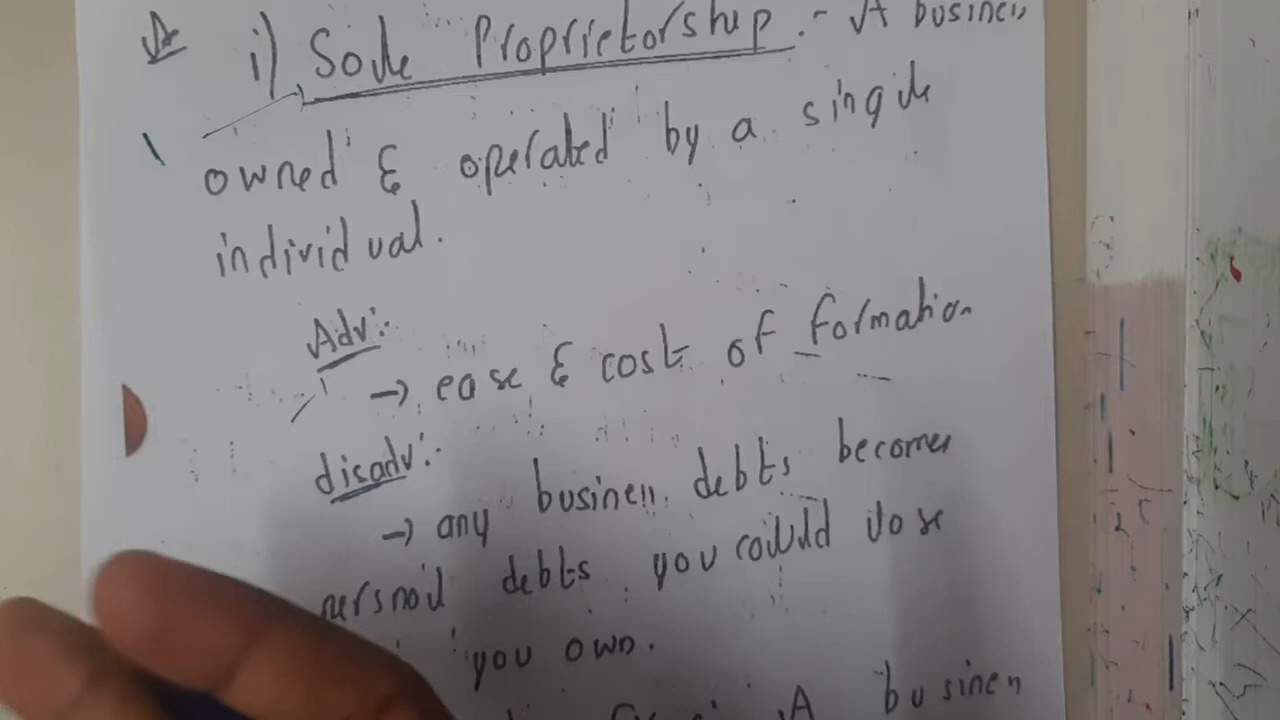 i) Sole Proprietorship :- A business
owned & operated by a single
individual.
Adv:-
→ ease & cost of formation
disadv:-
→ any business debts becomes
personal debts you could lose
you own.
A business